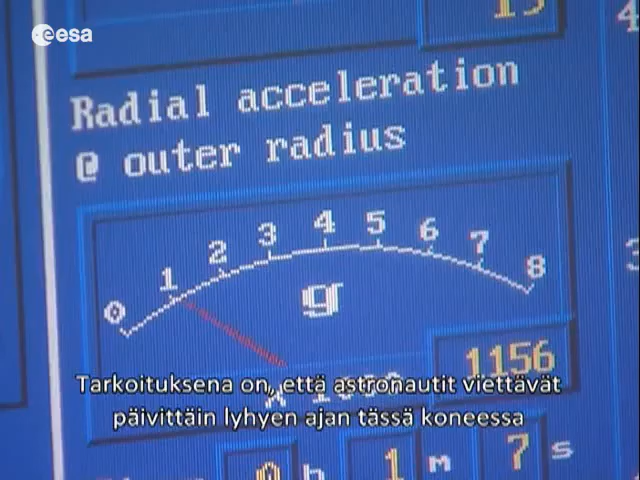 esa
Radial acceleration
@ outer radius
0 1 2 3 4 5 6 7 8
g
1156
Tarkoituksena on, että astronautit viettävät
päivittäin lyhyen ajan tässä koneessa
0 h 1 m 7 s